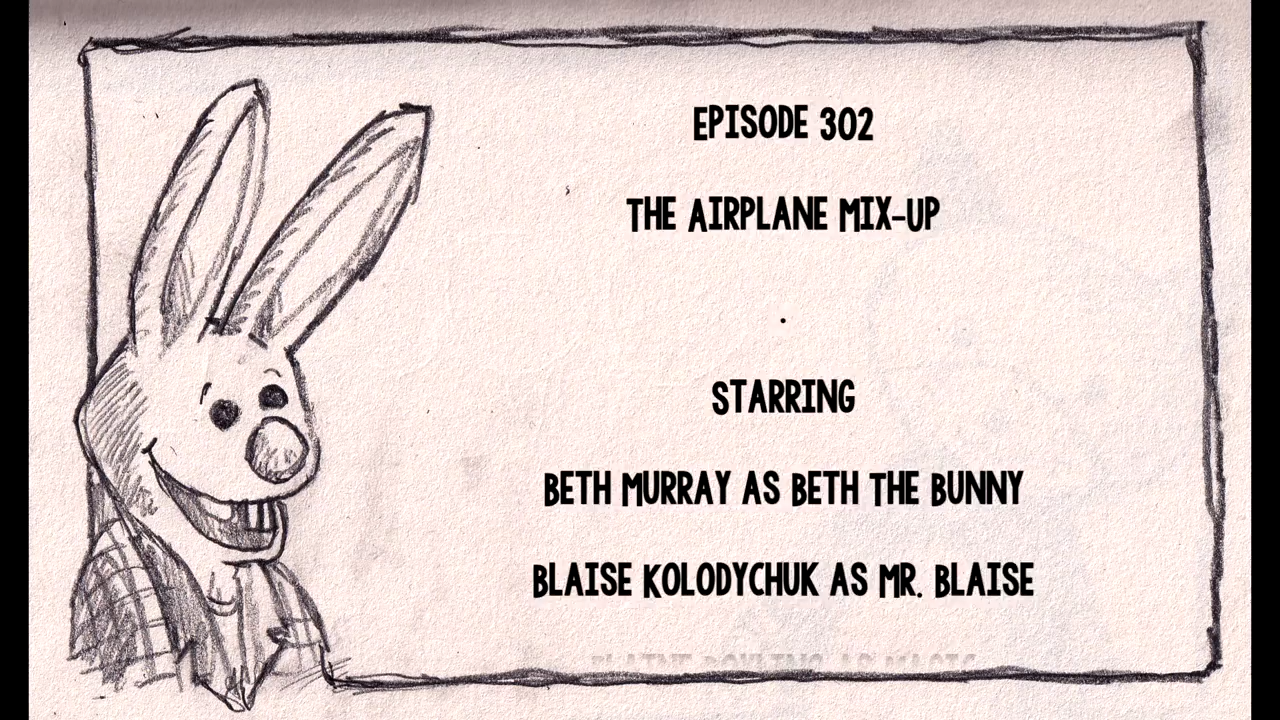 EPISODE 302
THE AIRPLANE MIX-UP
.
STARRING
BETH MURRAY AS BETH THE BUNNY
BLAISE KOLODYCHUK AS MR. BLAISE